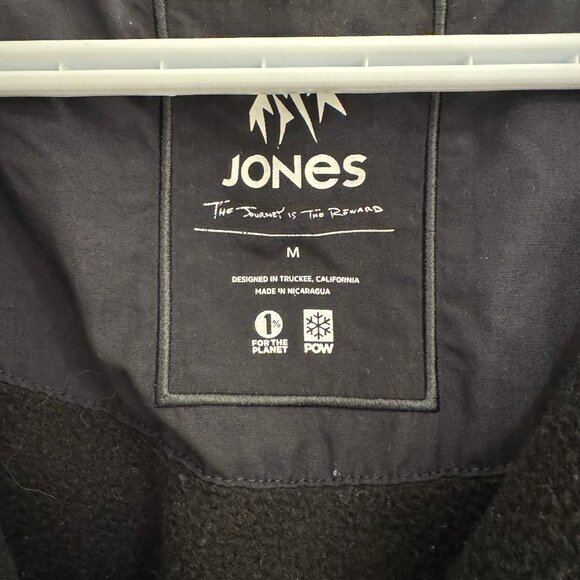 JONES
THE JOURNEY IS THE REWARD
M
DESIGNED IN TRUCKEE, CALIFORNIA
MADE IN NICARAGUA
1%
FOR THE
PLANET
POW